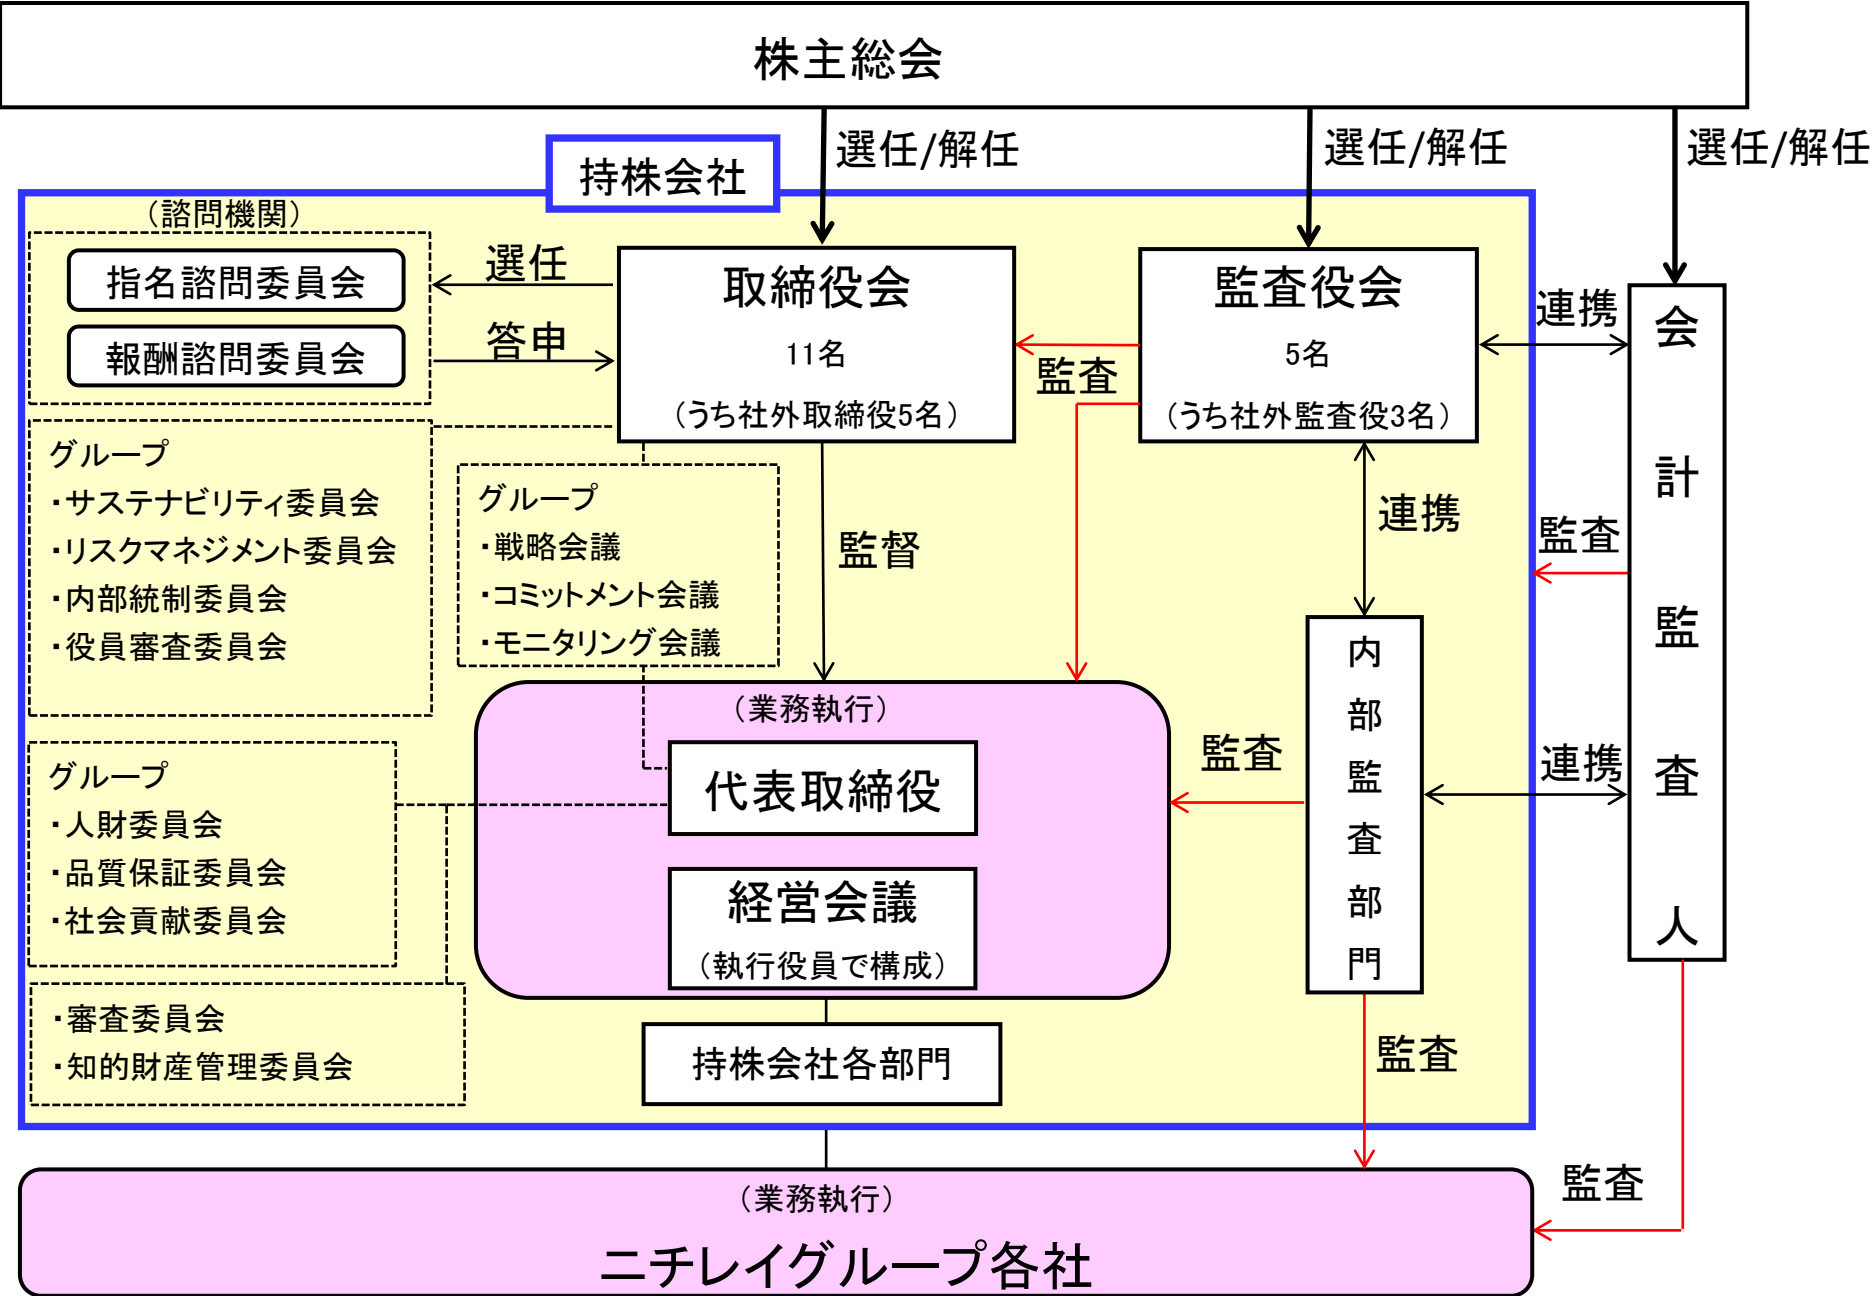 株主総会
選任/解任
選任/解任
選任/解任
持株会社
（諮問機関）
指名諮問委員会
報酬諮問委員会
選任
答申
取締役会
11名
（うち社外取締役5名）
監査
監査役会
5名
（うち社外監査役3名）
連携
会計監査人
グループ
・サステナビリティ委員会
・リスクマネジメント委員会
・内部統制委員会
・役員審査委員会
グループ
・戦略会議
・コミットメント会議
・モニタリング会議
監督
連携
監査
内部監査部門
（業務執行）
代表取締役
経営会議
（執行役員で構成）
監査
連携
グループ
・人財委員会
・品質保証委員会
・社会貢献委員会
・審査委員会
・知的財産管理委員会
持株会社各部門
監査
監査
（業務執行）
ニチレイグループ各社